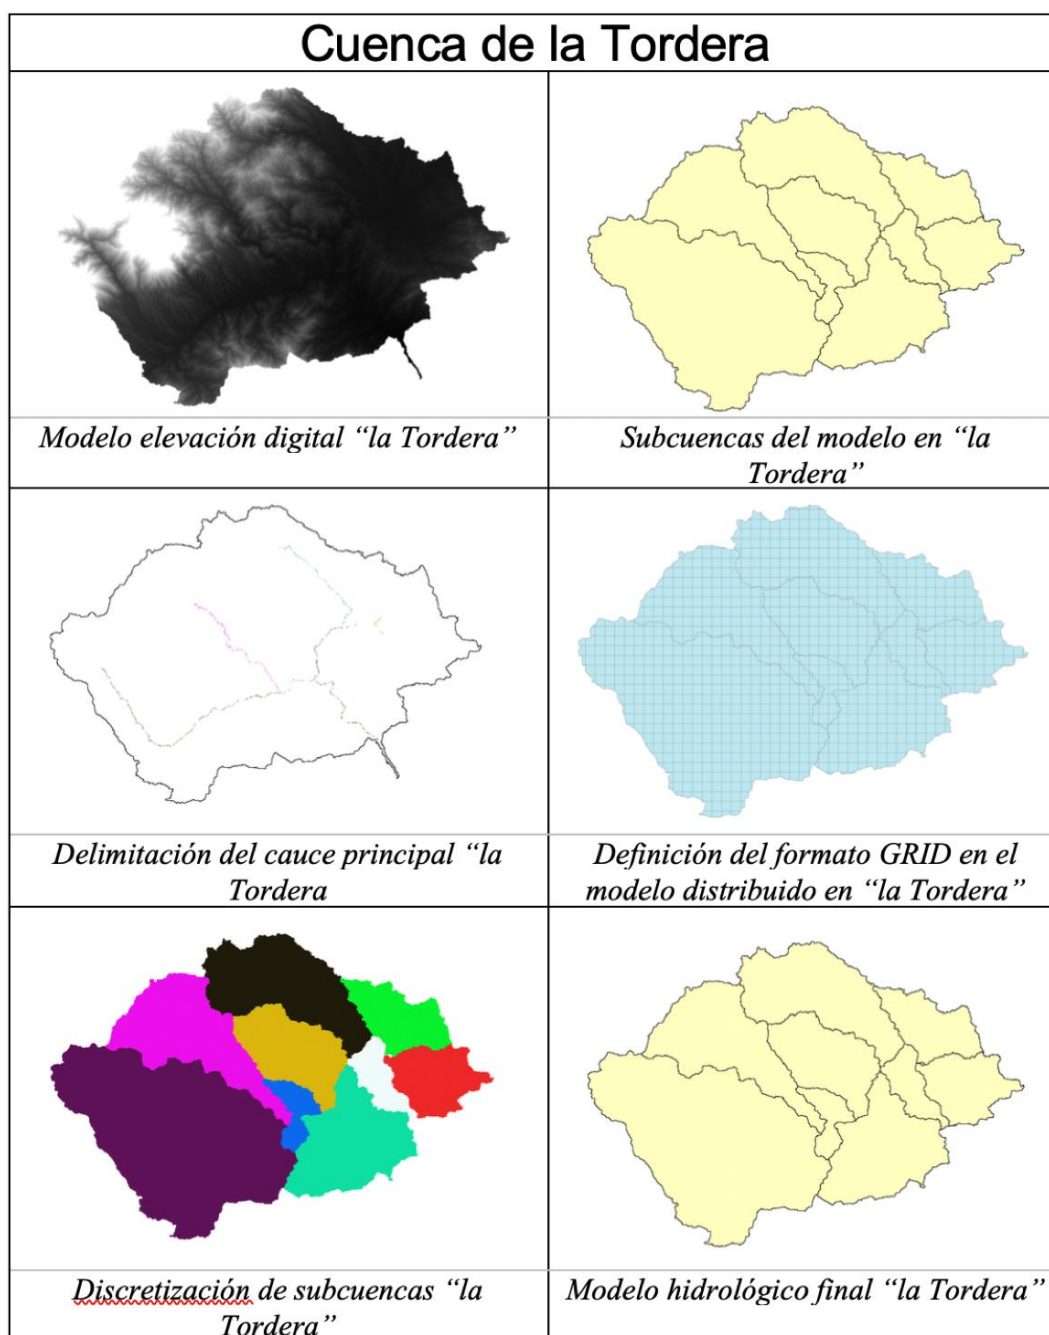 Cuenca de la Tordera
Modelo elevación digital “la Tordera”
Subcuencas del modelo en “la
Tordera”
Delimitación del cauce principal “la
Tordera
Definición del formato GRID en el
modelo distribuido en “la Tordera”
Discretización de subcuencas “la
Tordera”
Modelo hidrológico final “la Tordera”